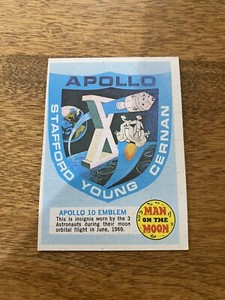 APOLLO
X
STAFFORD YOUNG CERNAN
APOLLO 10 EMBLEM
This is insignia worn by the 3
Astronauts during their moon
orbital flight in June, 1969.
MAN
ON THE
MOON